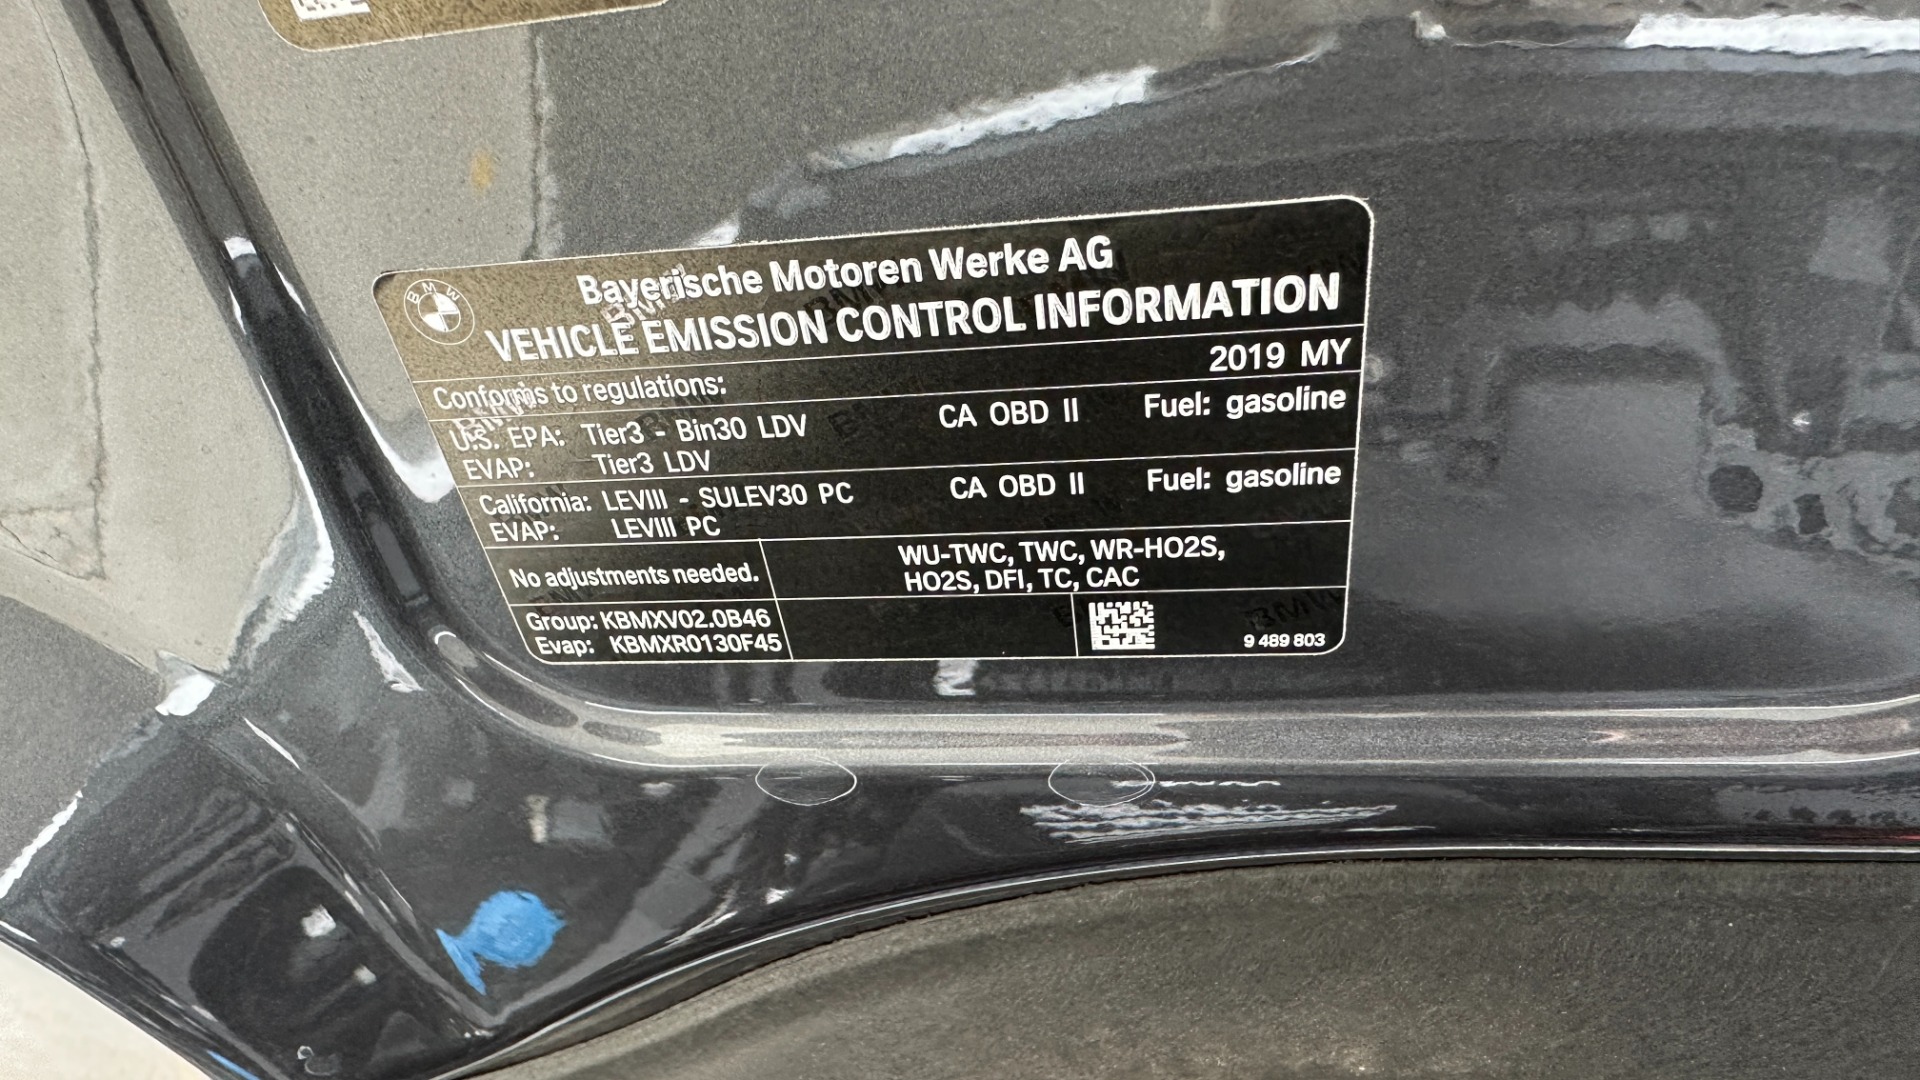 BMW
Bayerische Motoren Werke AG
VEHICLE EMISSION CONTROL INFORMATION
2019 MY
Conforms to regulations:
U.S. EPA: Tier3 - Bin30 LDV CA OBD II Fuel: gasoline
EVAP: Tier3 LDV
California: LEVIII - SULEV30 PC CA OBD II Fuel: gasoline
EVAP: LEVIII PC
No adjustments needed.
WU-TWC, TWC, WR-HO2S,
HO2S, DFI, TC, CAC
Group: KBMXV02.0B46
Evap: KBMXR0130F45
9 489 803